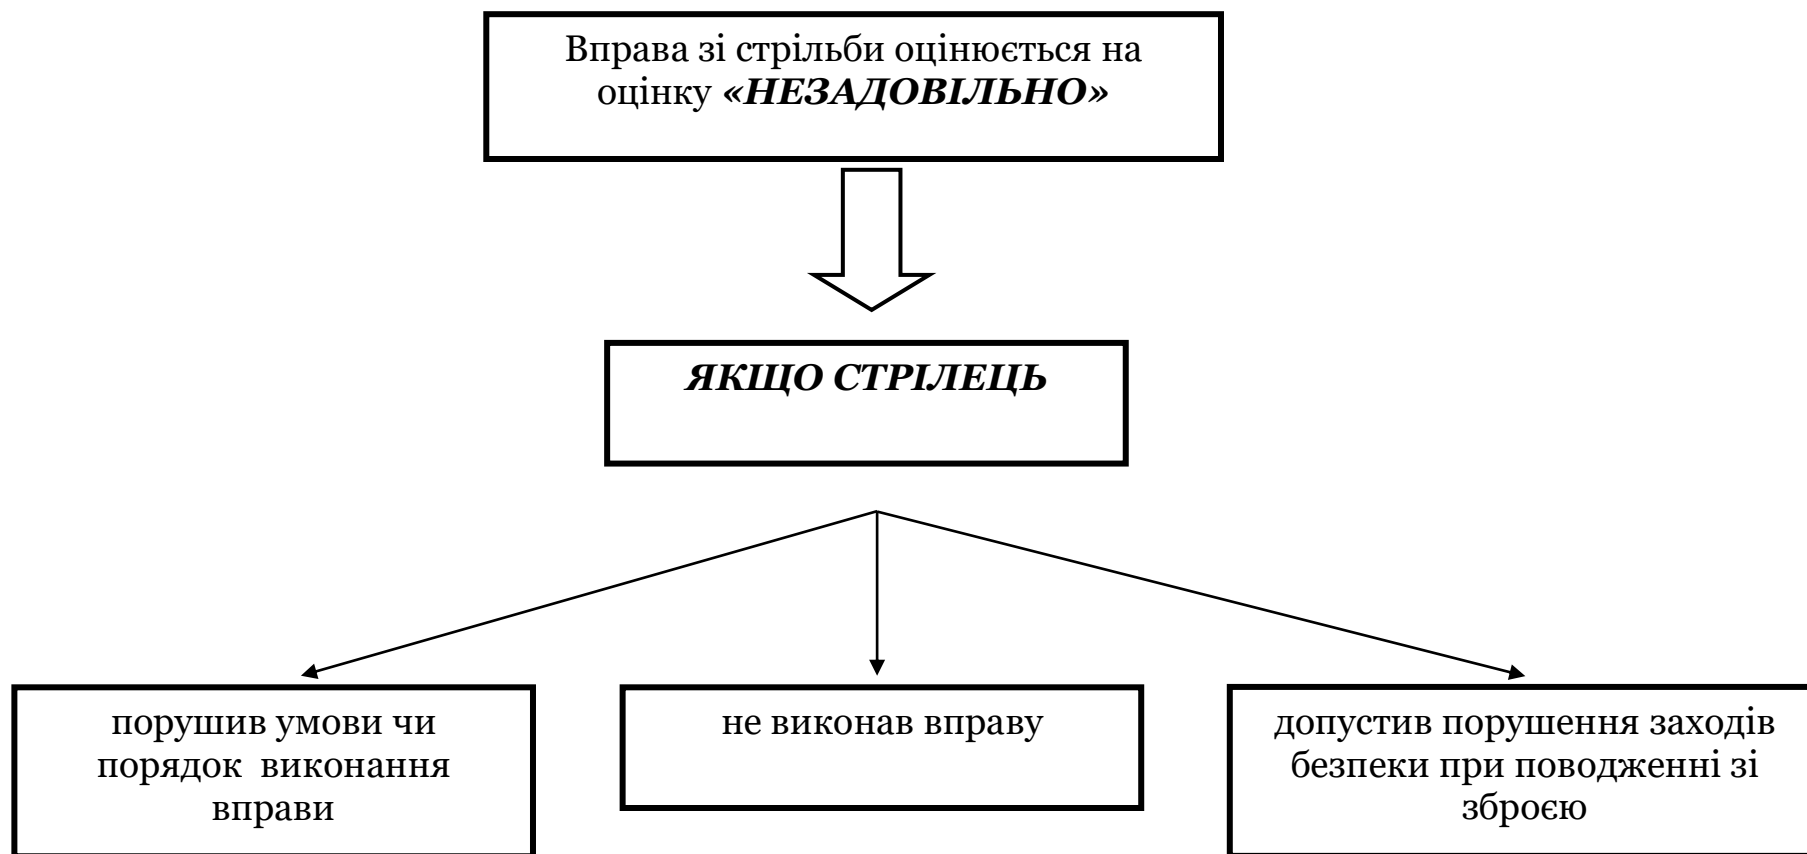 Вправа зі стрільби оцінюється на
оцінку «НЕЗАДОВІЛЬНО»
ЯКЩО СТРІЛЕЦЬ
порушив умови чи
порядок виконання
вправи
не виконав вправу
допустив порушення заходів
безпеки при поводженні зі
зброєю